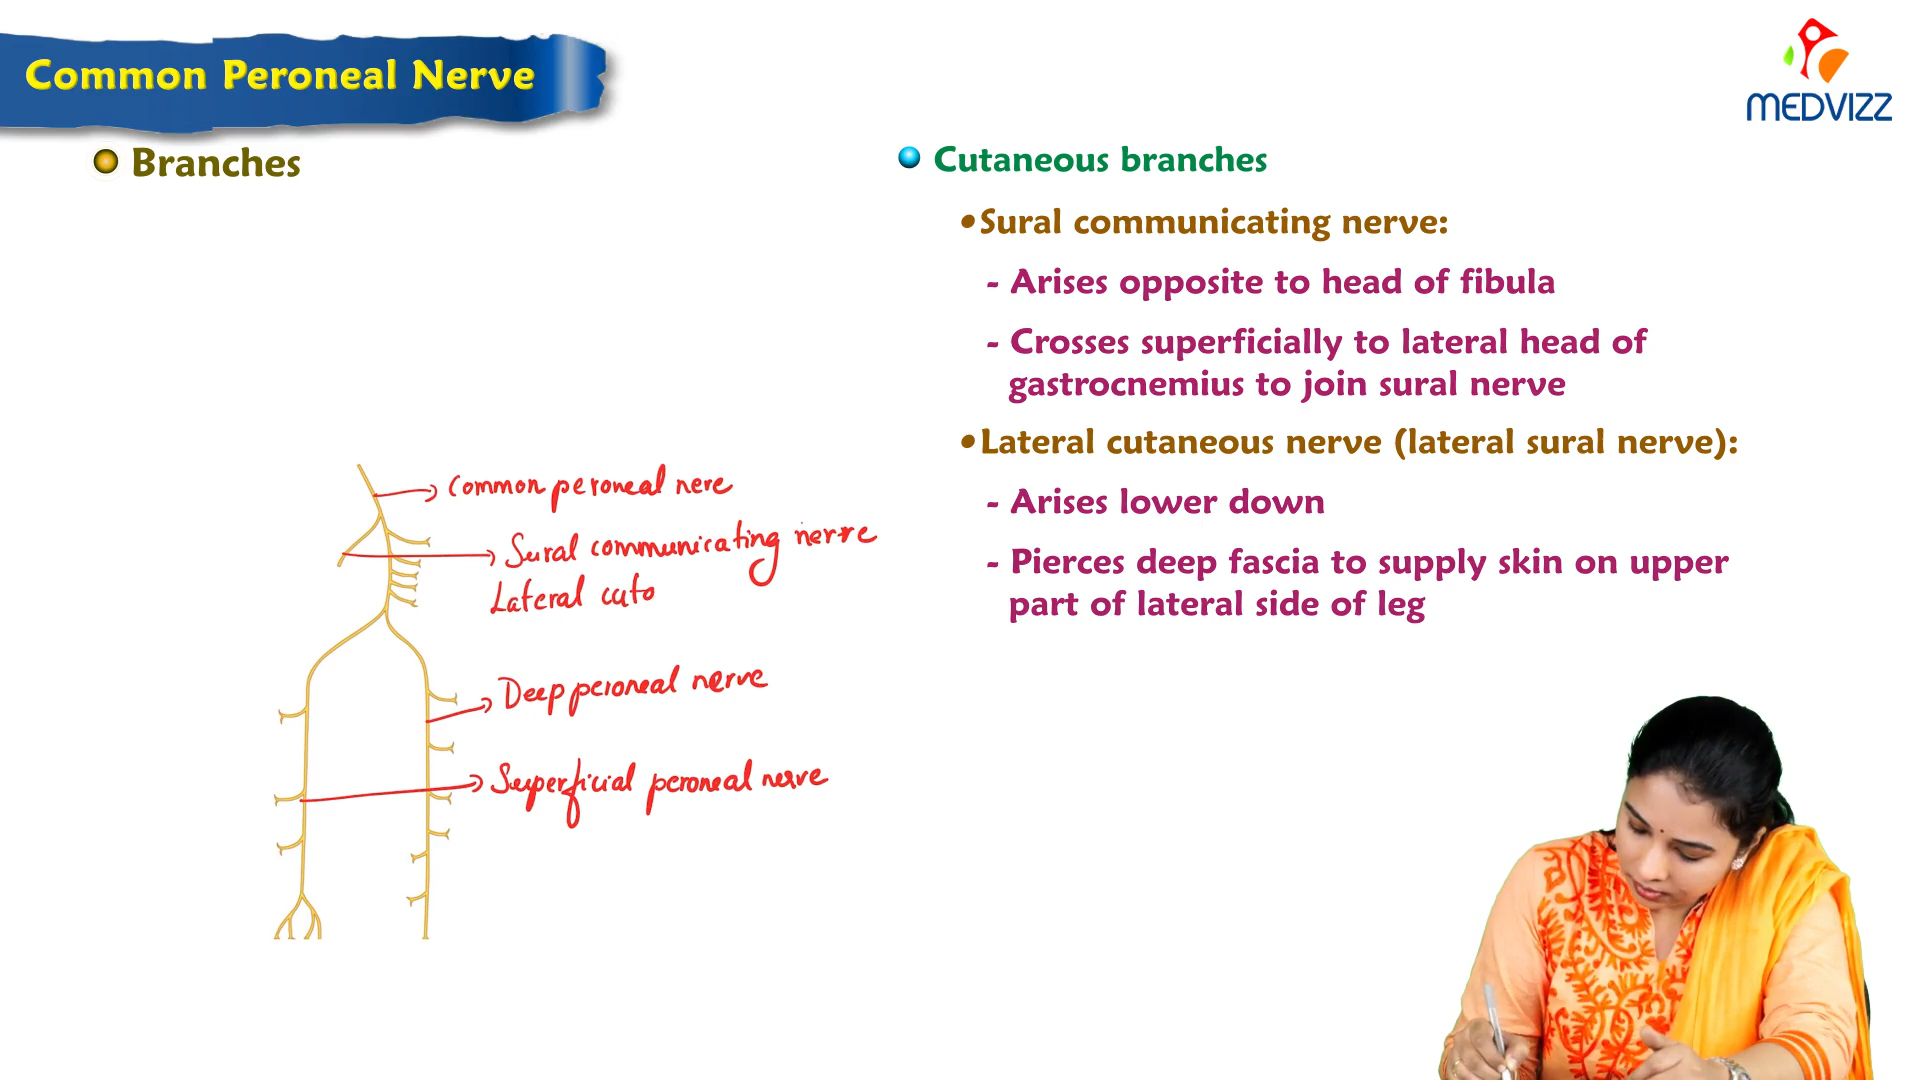 Common Peroneal Nerve
MEDVIZZ
Branches
Common peroneal nere
Sural communicating nerve
Lateral cuto
Deep peroneal nerve
Superficial peroneal nerve
Cutaneous branches
•Sural communicating nerve:
- Arises opposite to head of fibula
- Crosses superficially to lateral head of
gastrocnemius to join sural nerve
•Lateral cutaneous nerve (lateral sural nerve):
- Arises lower down
- Pierces deep fascia to supply skin on upper
part of lateral side of leg